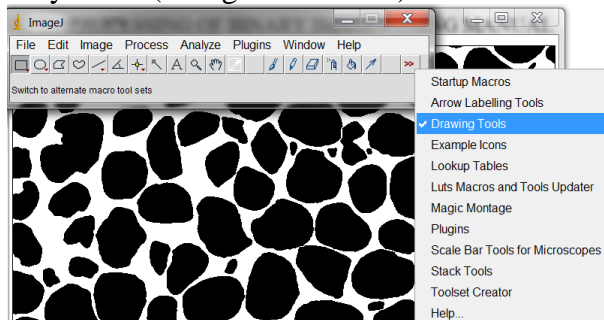 ImageJ
File Edit Image Process Analyze Plugins Window Help
Switch to alternate macro tool sets
Startup Macros
Arrow Labelling Tools
Drawing Tools
Example Icons
Lookup Tables
Luts Macros and Tools Updater
Magic Montage
Plugins
Scale Bar Tools for Microscopes
Stack Tools
Toolset Creator
Help...